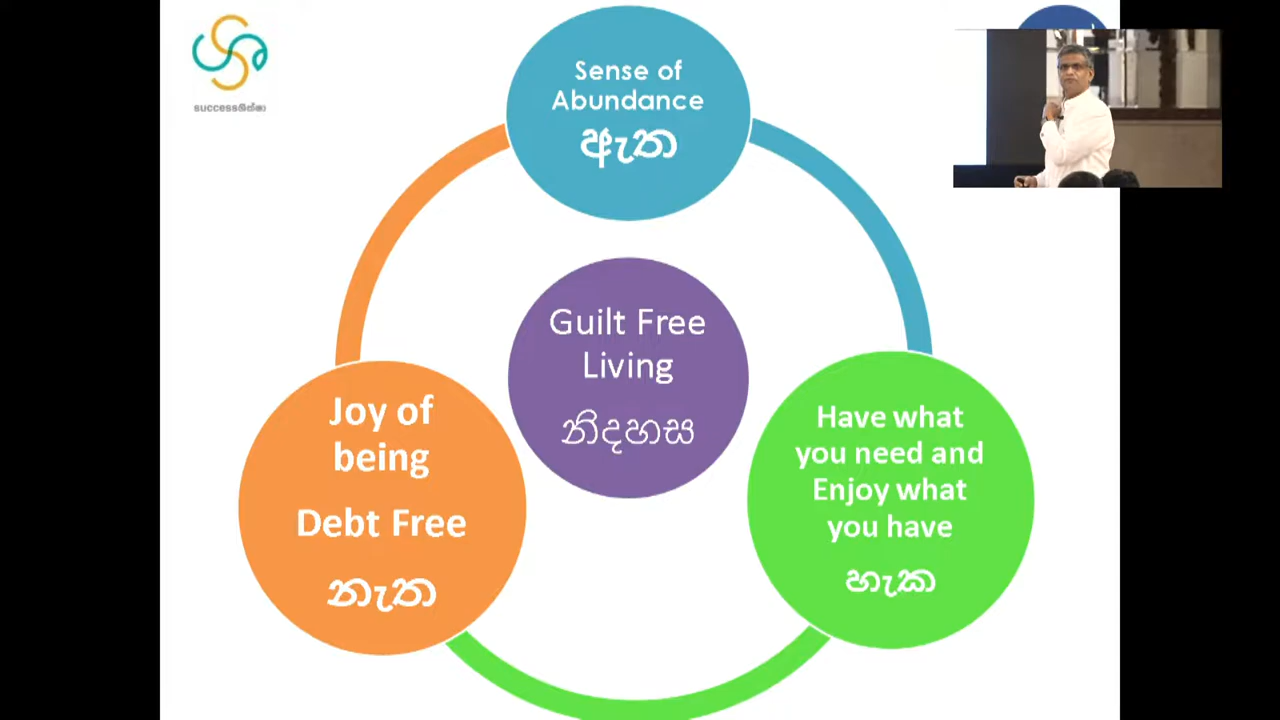 successතිත්ෂා
Sense of
Abundance
ඇත
Guilt Free
Living
නිදහස
Joy of
being
Debt Free
නැත
Have what
you need and
Enjoy what
you have
හැක